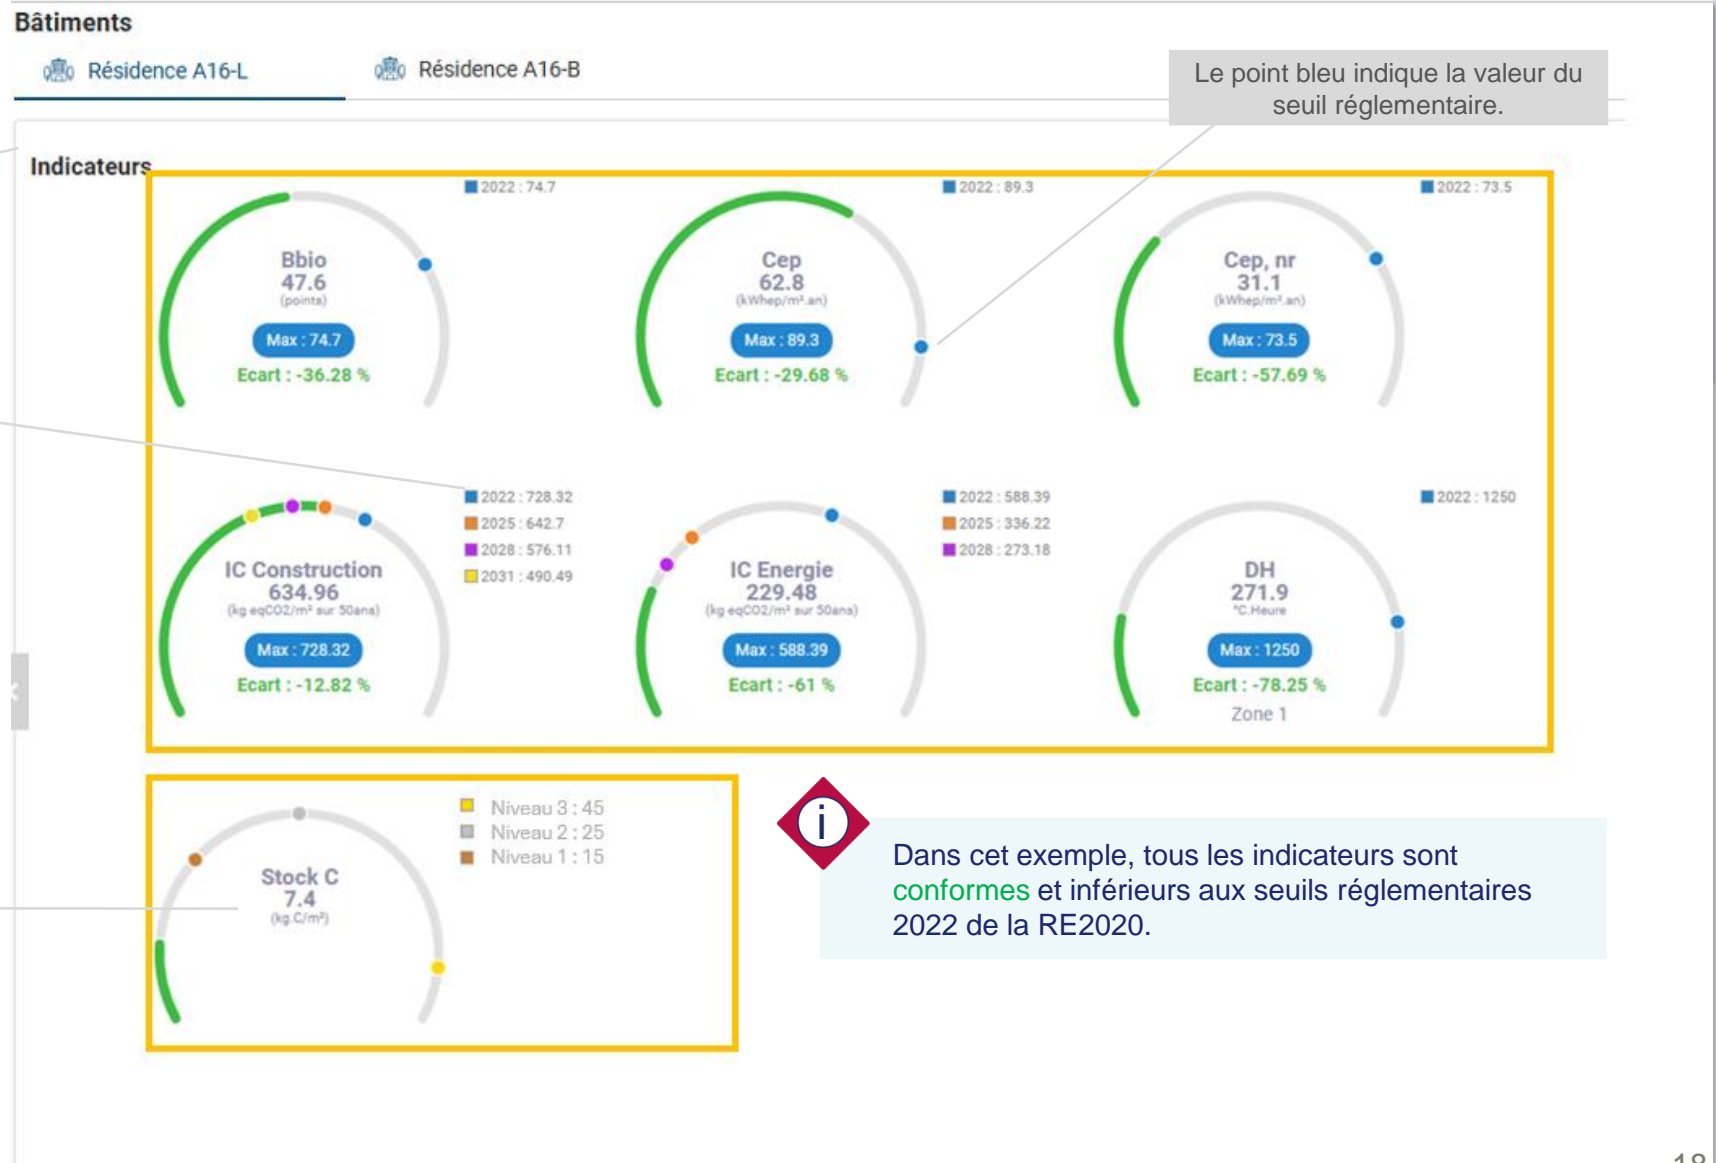 Bâtiments
Résidence A16-L
Résidence A16-B
Le point bleu indique la valeur du
seuil réglementaire.
Indicateurs
2022 : 74.7
Bbio
47.6
(points)
Max : 74.7
Ecart : -36.28 %
2022 : 89.3
Cep
62.8
(kWhep/m².an)
Max : 89.3
Ecart : -29.68 %
2022 : 73.5
Cep, nr
31.1
(kWhep/m².an)
Max : 73.5
Ecart : -57.69 %
2022 : 728.32
2025 : 642.7
2028 : 576.11
2031 : 490.49
IC Construction
634.96
(kg eqCO2/m² sur 50ans)
Max : 728.32
Ecart : -12.82 %
2022 : 588.39
2025 : 336.22
2028 : 273.18
IC Energie
229.48
(kg eqCO2/m² sur 50ans)
Max : 588.39
Ecart : -61 %
2022 : 1250
DH
271.9
°C.Heure
Max : 1250
Ecart : -78.25 %
Zone 1
Niveau 3 : 45
Niveau 2 : 25
Niveau 1 : 15
Stock C
7.4
(kg.C/m²)
i
Dans cet exemple, tous les indicateurs sont
conformes et inférieurs aux seuils réglementaires
2022 de la RE2020.
18